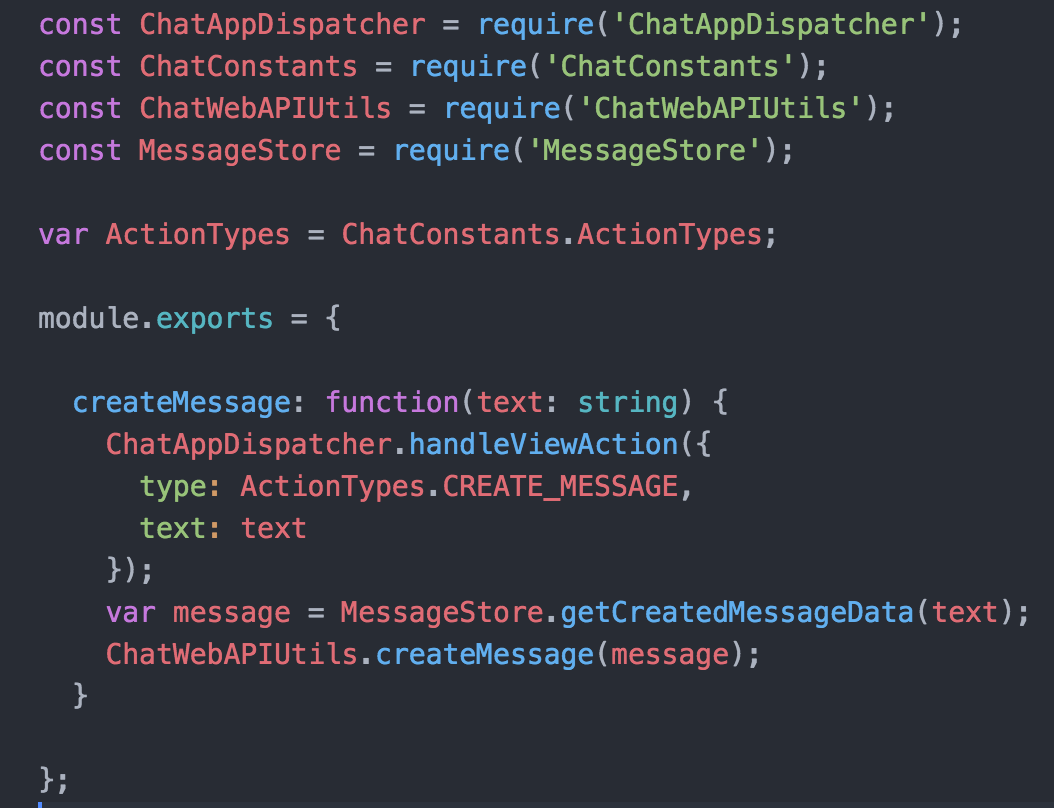 const ChatAppDispatcher = require('ChatAppDispatcher');
const ChatConstants = require('ChatConstants');
const ChatWebAPIUtils = require('ChatWebAPIUtils');
const MessageStore = require('MessageStore');

var ActionTypes = ChatConstants.ActionTypes;

module.exports = {

  createMessage: function(text: string) {
    ChatAppDispatcher.handleViewAction({
      type: ActionTypes.CREATE_MESSAGE,
      text: text
    });
    var message = MessageStore.getCreatedMessageData(text);
    ChatWebAPIUtils.createMessage(message);
  }

};